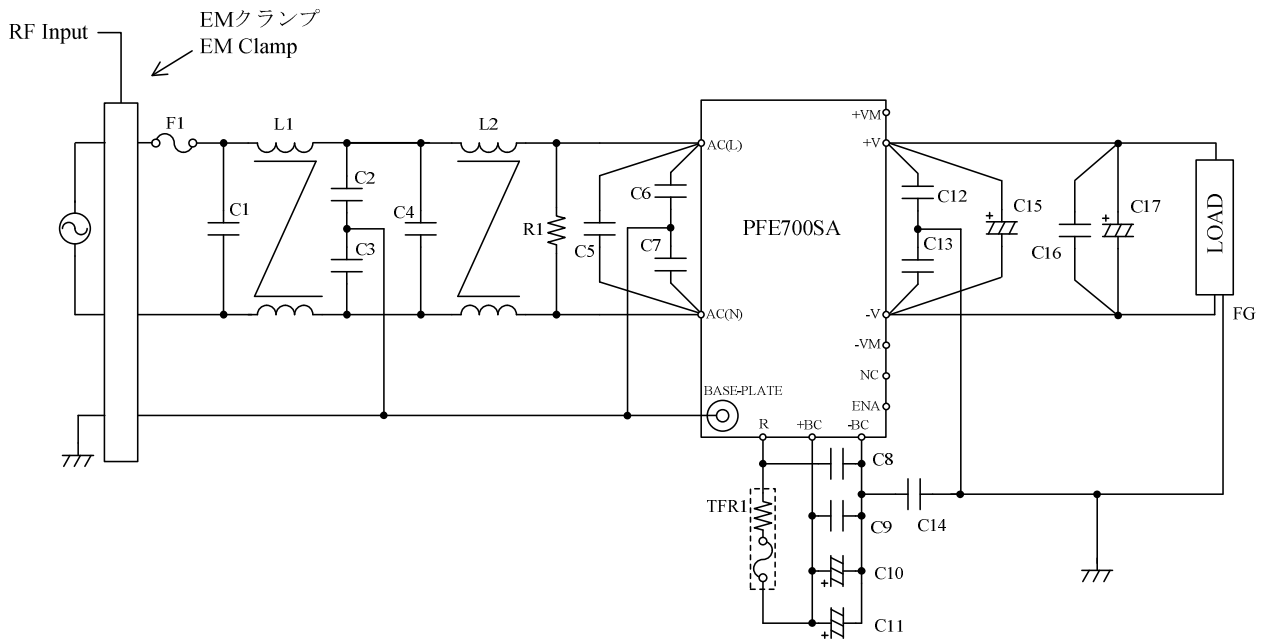 EMクランプ
EM Clamp
RF Input
F1
L1
L2
C1
C2
C3
C4
R1
C5
C6
C7
AC(L)
AC(N)
PFE700SA
BASE-PLATE
R
+BC
-BC
+VM
+V
-V
-VM
NC
ENA
C12
C13
C15
C16
C17
LOAD
FG
C8
TFR1
C9
C14
C10
C11